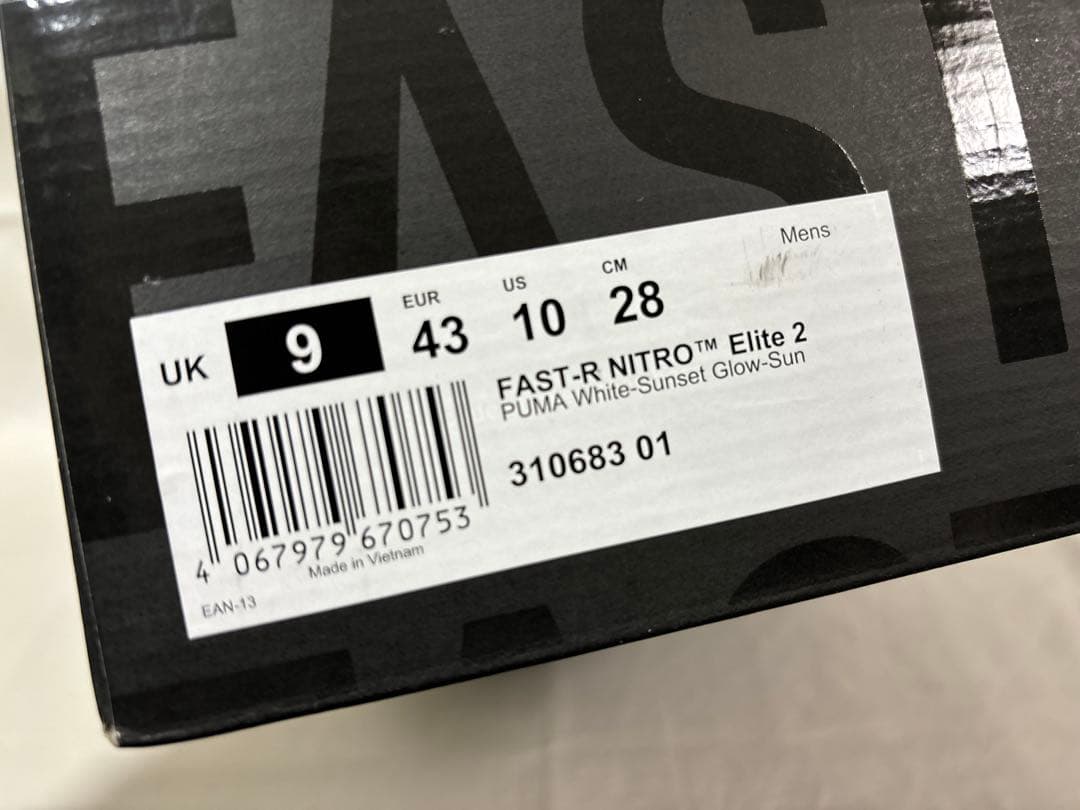 FAST
Mens
UK 9 EUR 43 US 10 CM 28
FAST-R NITRO™ Elite 2
PUMA White-Sunset Glow-Sun
310683 01
4 067979 670753
Made in Vietnam
EAN-13